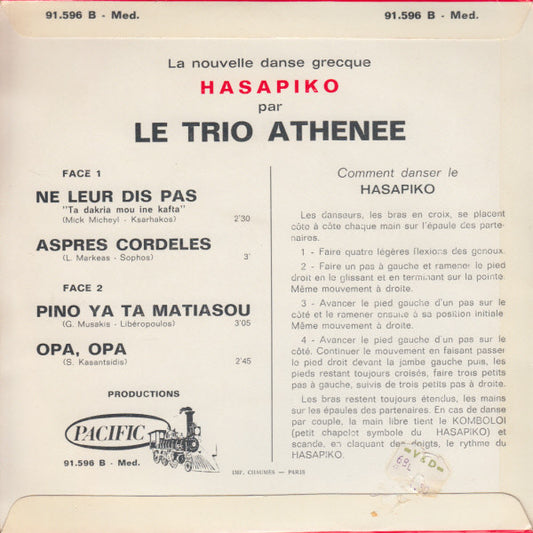 91.596 B - Med.
91.596 B - Med.
La nouvelle danse grecque
HASAPIKO
par
LE TRIO ATHENEE
FACE 1
NE LEUR DIS PAS
"Ta dakria mou ine kafta"
(Mick Micheyl - Ksarhakos) 2'30
ASPRES CORDELES
(L. Markeas - Sophos) 3'
FACE 2
PINO YA TA MATIASOU
(G. Musakis - Libéropoulos) 3'05
OPA, OPA
(S. Kasantsidis) 2'45
PRODUCTIONS
PACIFIC
91.596 B - Med.
Comment danser le
HASAPIKO
Les danseurs, les bras en croix, se placent
côte à côte chaque main sur l'épaule des parte-
naires.
1 - Faire quatre légères flexions des genoux.
2 - Faire un pas à gauche et ramener le pied
droit en le glissant et en terminant sur la pointe.
Même mouvement à droite.
3 - Avancer le pied gauche d'un pas sur le
côté et le ramener ensuite à sa position initiale.
Même mouvement à droite.
4 - Avancer le pied gauche d'un pas sur le
côté. Continuer le mouvement en faisant passer
le pied droit devant la jambe gauche puis, les
pieds restant toujours croisés, faire trois petits
pas à gauche, suivis de trois petits pas à droite.
Les bras restent toujours étendus, les mains
sur les épaules des partenaires. En cas de danse
par couple, la main libre tient le KOMBOLOI
(petit chapelet symbole du HASAPIKO) et
scande, en claquant des doigts, le rythme du
HASAPIKO.
IMP. CHAUMES — PARIS
V&D